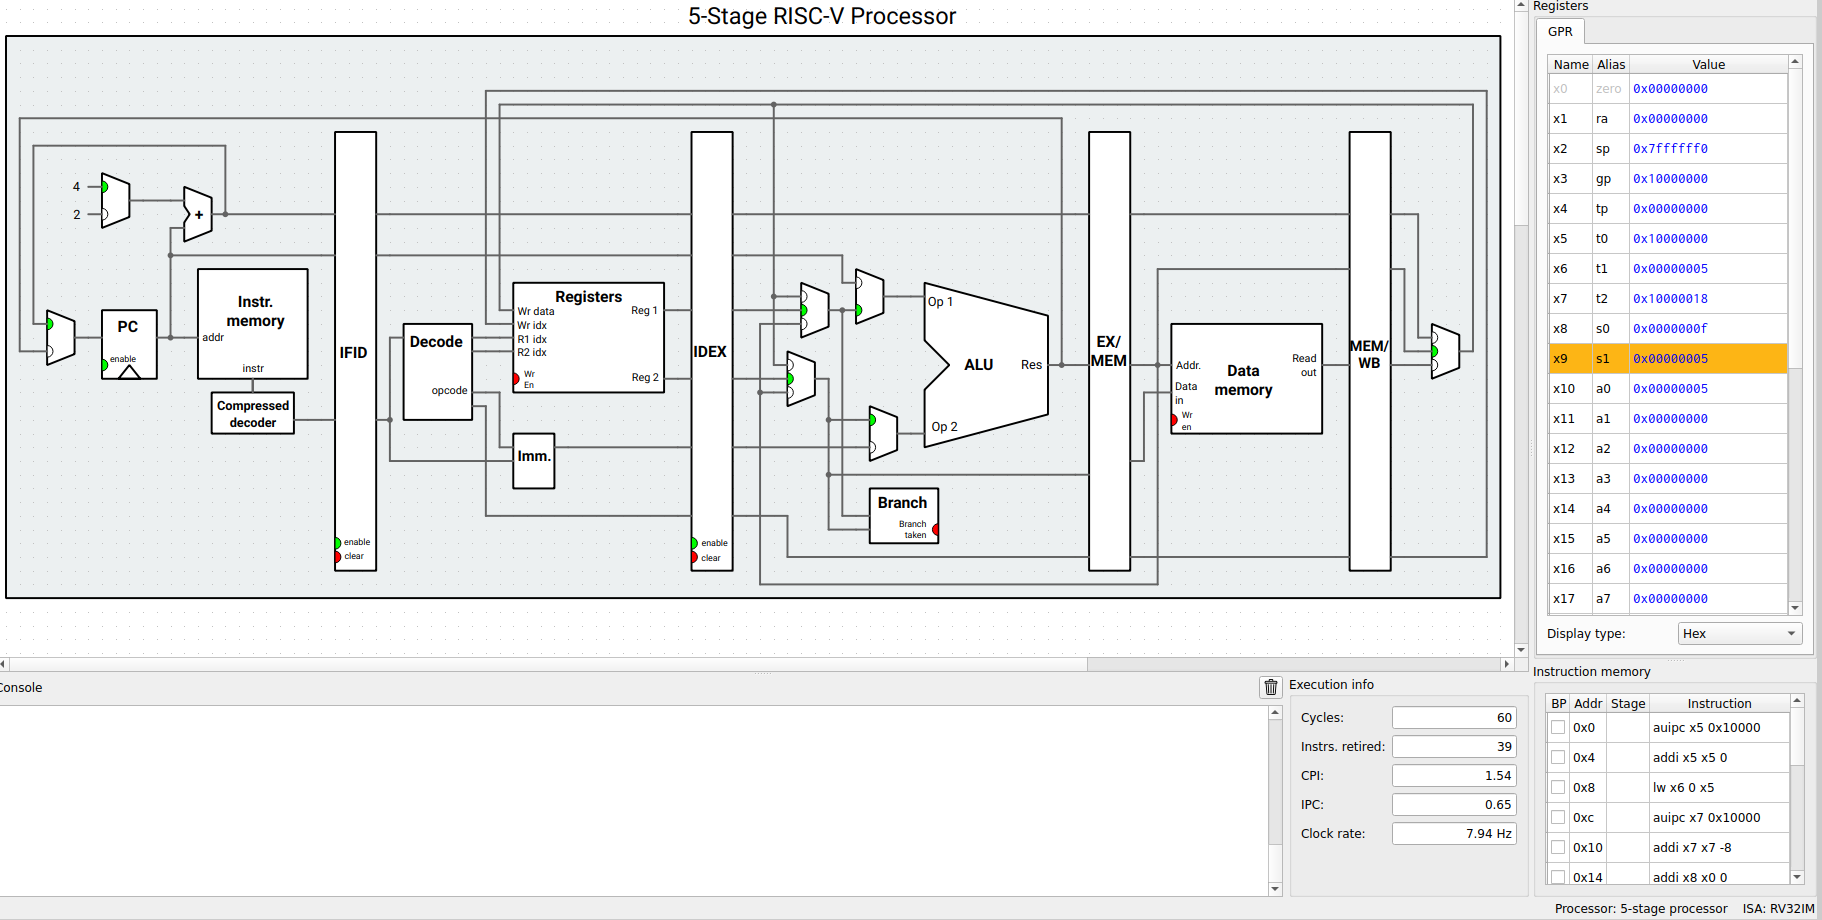 5-Stage RISC-V Processor
4
2
+
PC
enable
Instr.
memory
addr
instr
Compressed
decoder
IFID
enable
clear
Decode
opcode
Registers
Wr data
Wr idx
R1 idx
R2 idx
Wr
En
Reg 1
Reg 2
Imm.
IDEX
enable
clear
Op 1
ALU
Res
Op 2
Branch
Branch
taken
EX/
MEM
Addr.
Data
in
Wr
en
Data
memory
Read
out
MEM/
WB
Registers
GPR
Name Alias Value
x0 zero 0x00000000
x1 ra 0x00000000
x2 sp 0x7ffffff0
x3 gp 0x10000000
x4 tp 0x00000000
x5 t0 0x10000000
x6 t1 0x00000005
x7 t2 0x10000018
x8 s0 0x0000000f
x9 s1 0x00000005
x10 a0 0x00000005
x11 a1 0x00000000
x12 a2 0x00000000
x13 a3 0x00000000
x14 a4 0x00000000
x15 a5 0x00000000
x16 a6 0x00000000
x17 a7 0x00000000
Display type: Hex
Console
Execution info
Cycles: 60
Instrs. retired: 39
CPI: 1.54
IPC: 0.65
Clock rate: 7.94 Hz
Instruction memory
BP Addr Stage Instruction
0x0 auipc x5 0x10000
0x4 addi x5 x5 0
0x8 lw x6 0 x5
0xc auipc x7 0x10000
0x10 addi x7 x7 -8
0x14 addi x8 x0 0
Processor: 5-stage processor ISA: RV32IM